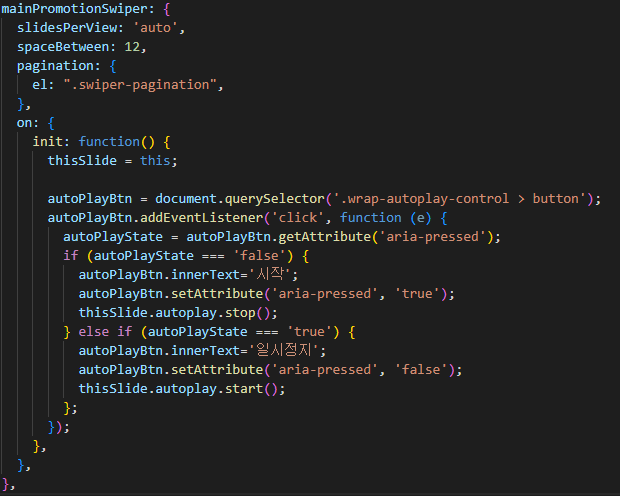 mainPromotionSwiper: {
  slidesPerView: 'auto',
  spaceBetween: 12,
  pagination: {
    el: ".swiper-pagination",
  },
  on: {
    init: function() {
      thisSlide = this;

      autoPlayBtn = document.querySelector('.wrap-autoplay-control > button');
      autoPlayBtn.addEventListener('click', function (e) {
        autoPlayState = autoPlayBtn.getAttribute('aria-pressed');
        if (autoPlayState === 'false') {
          autoPlayBtn.innerText='시작';
          autoPlayBtn.setAttribute('aria-pressed', 'true');
          thisSlide.autoplay.stop();
        } else if (autoPlayState === 'true') {
          autoPlayBtn.innerText='일시정지';
          autoPlayBtn.setAttribute('aria-pressed', 'false');
          thisSlide.autoplay.start();
        };
      });
    },
  },
},